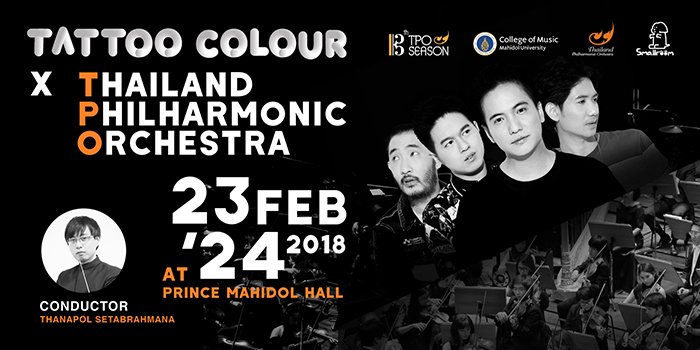 TATTOO COLOUR
X THAILAND
PHILHARMONIC
ORCHESTRA
23 FEB
'24 2018
AT
PRINCE MAHIDOL HALL
CONDUCTOR
THANAPOL SETABRAHMANA
13th TPO SEASON
College of Music
Mahidol University
Thailand
Philharmonic Orchestra
Smallroom